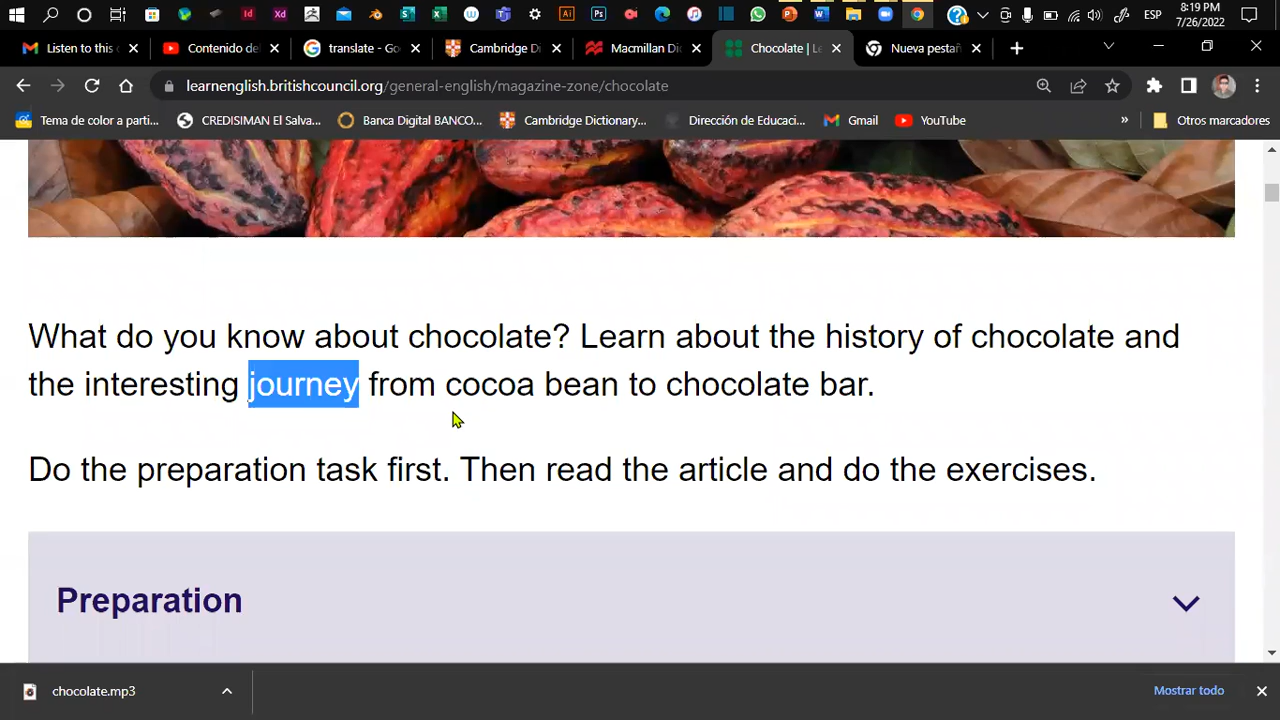 8:19 PM
ESP
7/26/2022
Listen to this c
Contenido del
translate - Goo
Cambridge Di
Macmillan Dic
Chocolate | Le
Nueva pestañ
learnenglish.britishcouncil.org/general-english/magazine-zone/chocolate
Tema de color a parti...
CREDISIMAN El Salva...
Banca Digital BANCO...
Cambridge Dictionary...
Dirección de Educaci...
Gmail
YouTube
»
Otros marcadores
What do you know about chocolate? Learn about the history of chocolate and
the interesting journey from cocoa bean to chocolate bar.
Do the preparation task first. Then read the article and do the exercises.
Preparation
chocolate.mp3
Mostrar todo